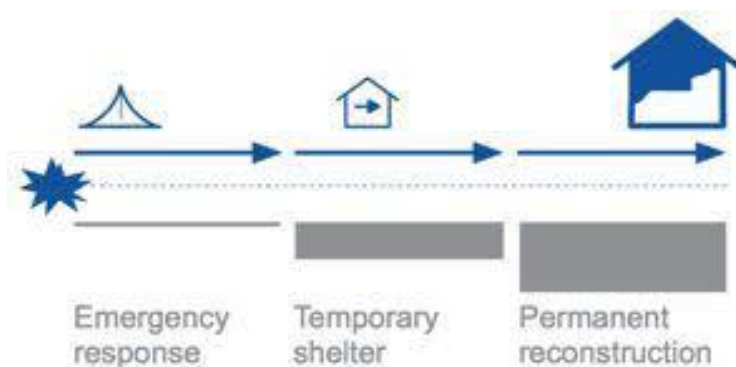 Emergency
response
Temporary
shelter
Permanent
reconstruction